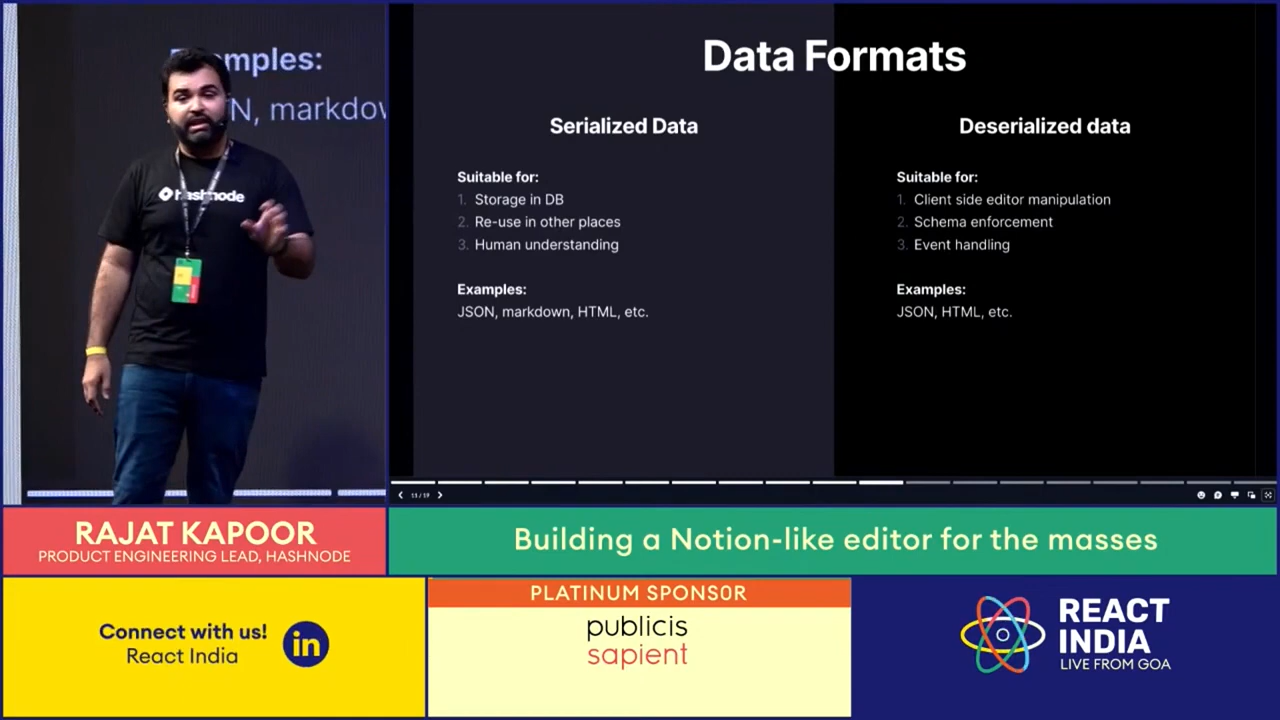 Examples:
N, markdow
hashnode
Data Formats
Serialized Data
Suitable for:
1. Storage in DB
2. Re-use in other places
3. Human understanding
Examples:
JSON, markdown, HTML, etc.
Deserialized data
Suitable for:
1. Client side editor manipulation
2. Schema enforcement
3. Event handling
Examples:
JSON, HTML, etc.
11 / 19
RAJAT KAPOOR
PRODUCT ENGINEERING LEAD, HASHNODE
Building a Notion-like editor for the masses
Connect with us!
React India
in
PLATINUM SPONSOR
publicis
sapient
REACT
INDIA
LIVE FROM GOA